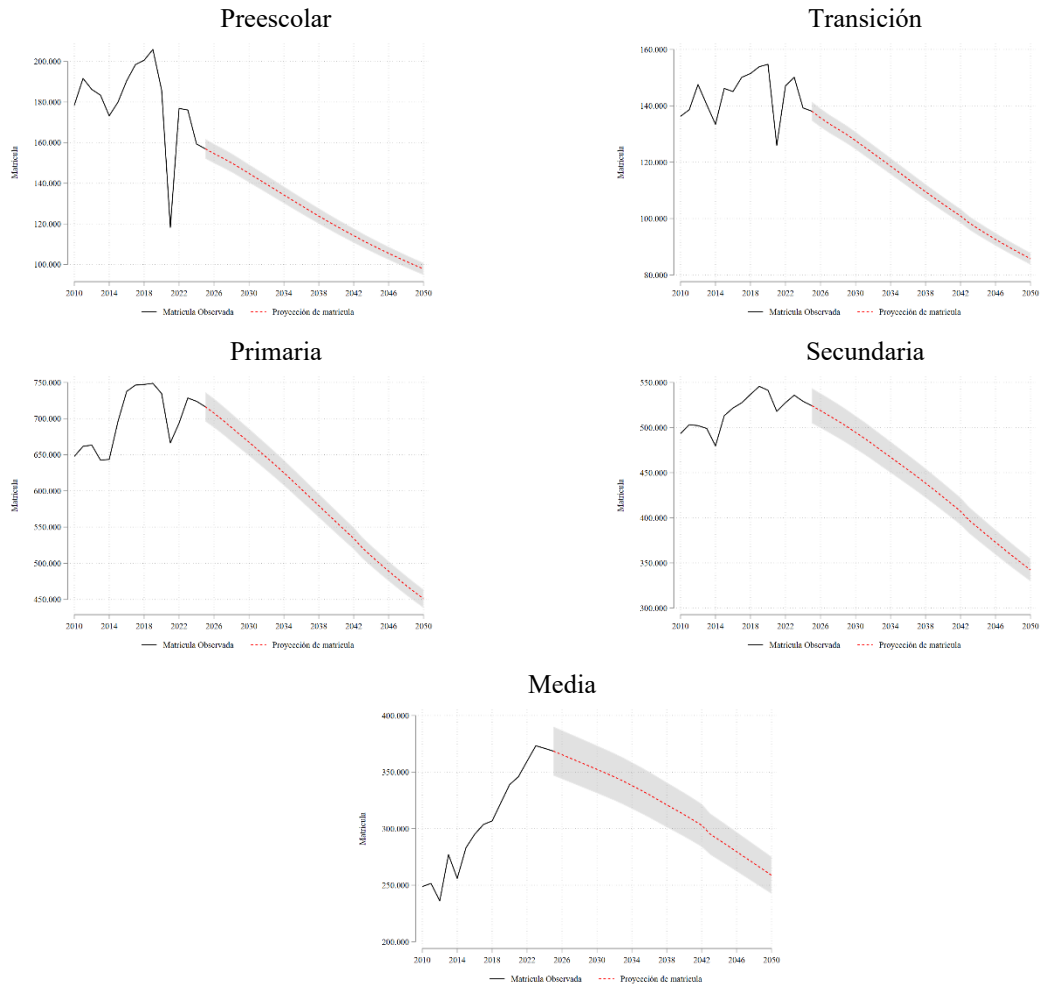 Preescolar
Matrícula
200.000
180.000
160.000
140.000
120.000
100.000
2010 2014 2018 2022 2026 2030 2034 2038 2042 2046 2050
Matrícula Observada Proyección de matrícula
Transición
Matrícula
160.000
140.000
120.000
100.000
80.000
2010 2014 2018 2022 2026 2030 2034 2038 2042 2046 2050
Matrícula Observada Proyección de matrícula
Primaria
Matrícula
750.000
700.000
650.000
600.000
550.000
500.000
450.000
2010 2014 2018 2022 2026 2030 2034 2038 2042 2046 2050
Matrícula Observada Proyección de matrícula
Secundaria
Matrícula
550.000
500.000
450.000
400.000
350.000
300.000
2010 2014 2018 2022 2026 2030 2034 2038 2042 2046 2050
Matrícula Observada Proyección de matrícula
Media
Matrícula
400.000
350.000
300.000
250.000
200.000
2010 2014 2018 2022 2026 2030 2034 2038 2042 2046 2050
Matrícula Observada Proyección de matrícula